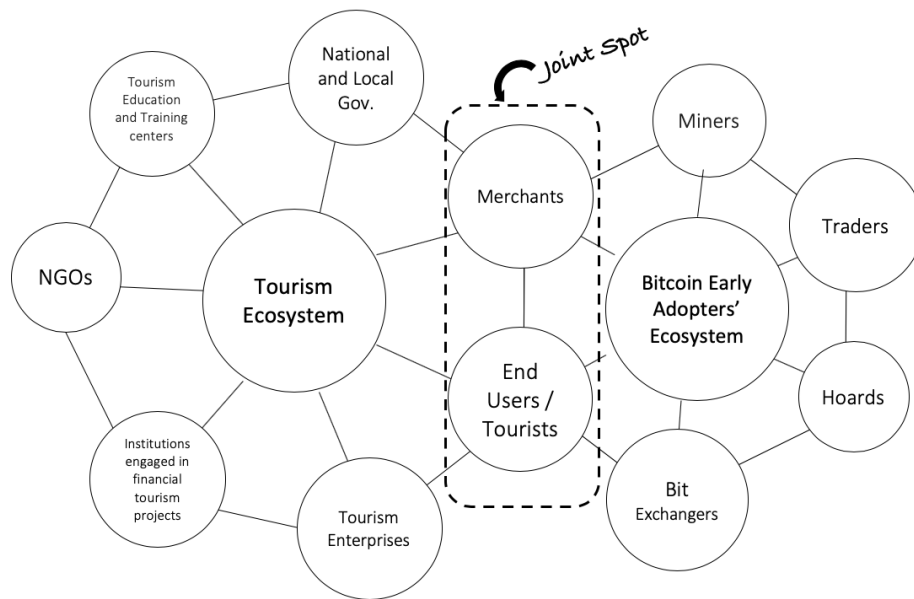 Joint Spot
National
and Local
Gov.
Tourism
Education
and Training
centers
Miners
Merchants
Traders
NGOs
Tourism
Ecosystem
Bitcoin Early
Adopters’
Ecosystem
End
Users /
Tourists
Hoards
Institutions
engaged in
financial
tourism
projects
Tourism
Enterprises
Bit
Exchangers